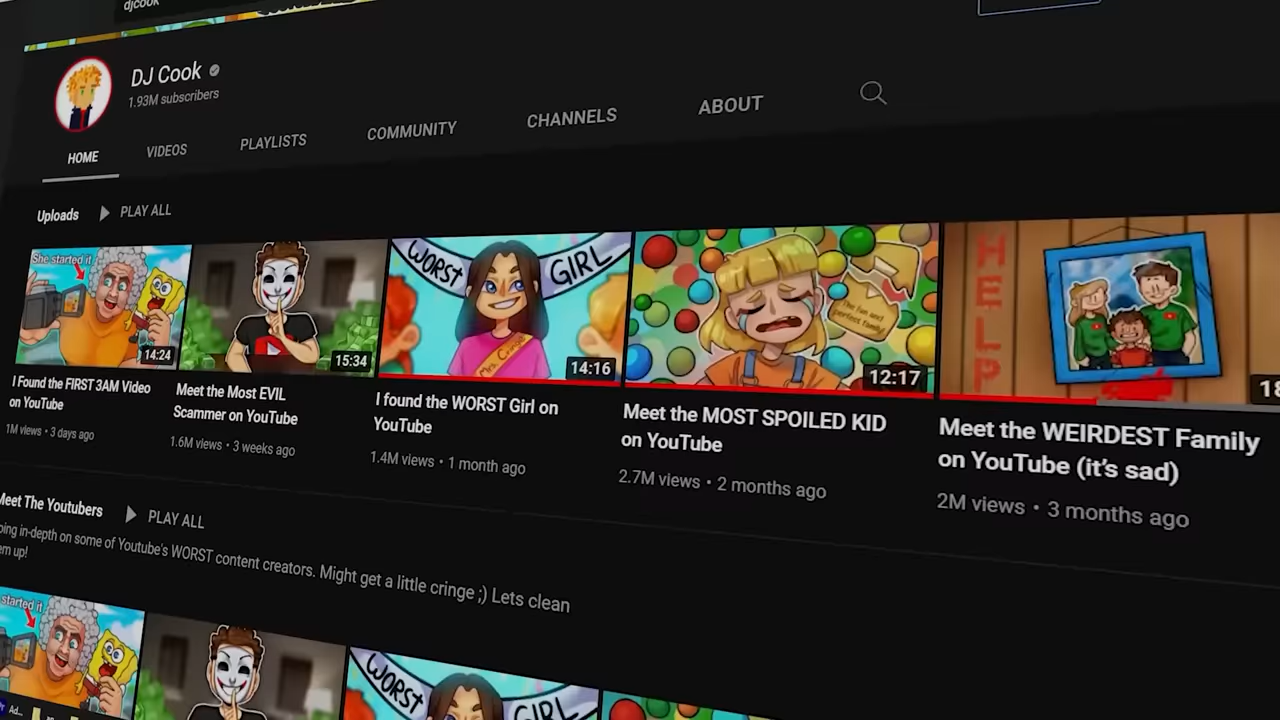 djcook
DJ Cook
1.93M subscribers
HOME
VIDEOS
PLAYLISTS
COMMUNITY
CHANNELS
ABOUT
Uploads
PLAY ALL
She started it
14:24
15:34
WORST GIRL
Mrs. Cringe
14:16
The fun and
perfect family
12:17
HELP
18
I Found the FIRST 3AM Video
on YouTube
1M views • 3 days ago
Meet the Most EVIL
Scammer on YouTube
1.6M views • 3 weeks ago
I found the WORST Girl on
YouTube
1.4M views • 1 month ago
Meet the MOST SPOILED KID
on YouTube
2.7M views • 2 months ago
Meet the WEIRDEST Family
on YouTube (it's sad)
2M views • 3 months ago
Meet The Youtubers
PLAY ALL
oing in-depth on some of Youtube's WORST content creators. Might get a little cringe ;) Lets clean
em up!
started it
WORST GIRL
Ad...